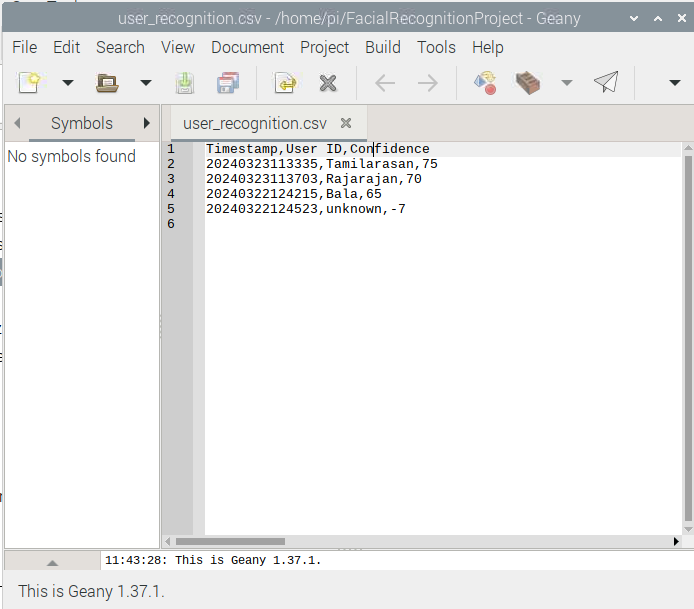 user_recognition.csv - /home/pi/FacialRecognitionProject - Geany
File Edit Search View Document Project Build Tools Help
Symbols
user_recognition.csv
No symbols found
1 Timestamp,User ID,Confidence
2 20240323113335,Tamilarasan,75
3 20240323113703,Rajarajan,70
4 20240322124215,Bala,65
5 20240322124523,unknown,-7
6
11:43:28: This is Geany 1.37.1.
This is Geany 1.37.1.